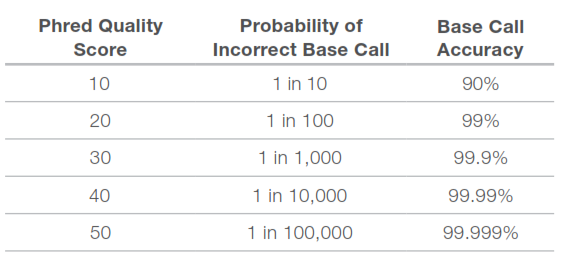 Phred Quality Score Probability of Incorrect Base Call Base Call Accuracy
10 1 in 10 90%
20 1 in 100 99%
30 1 in 1,000 99.9%
40 1 in 10,000 99.99%
50 1 in 100,000 99.999%